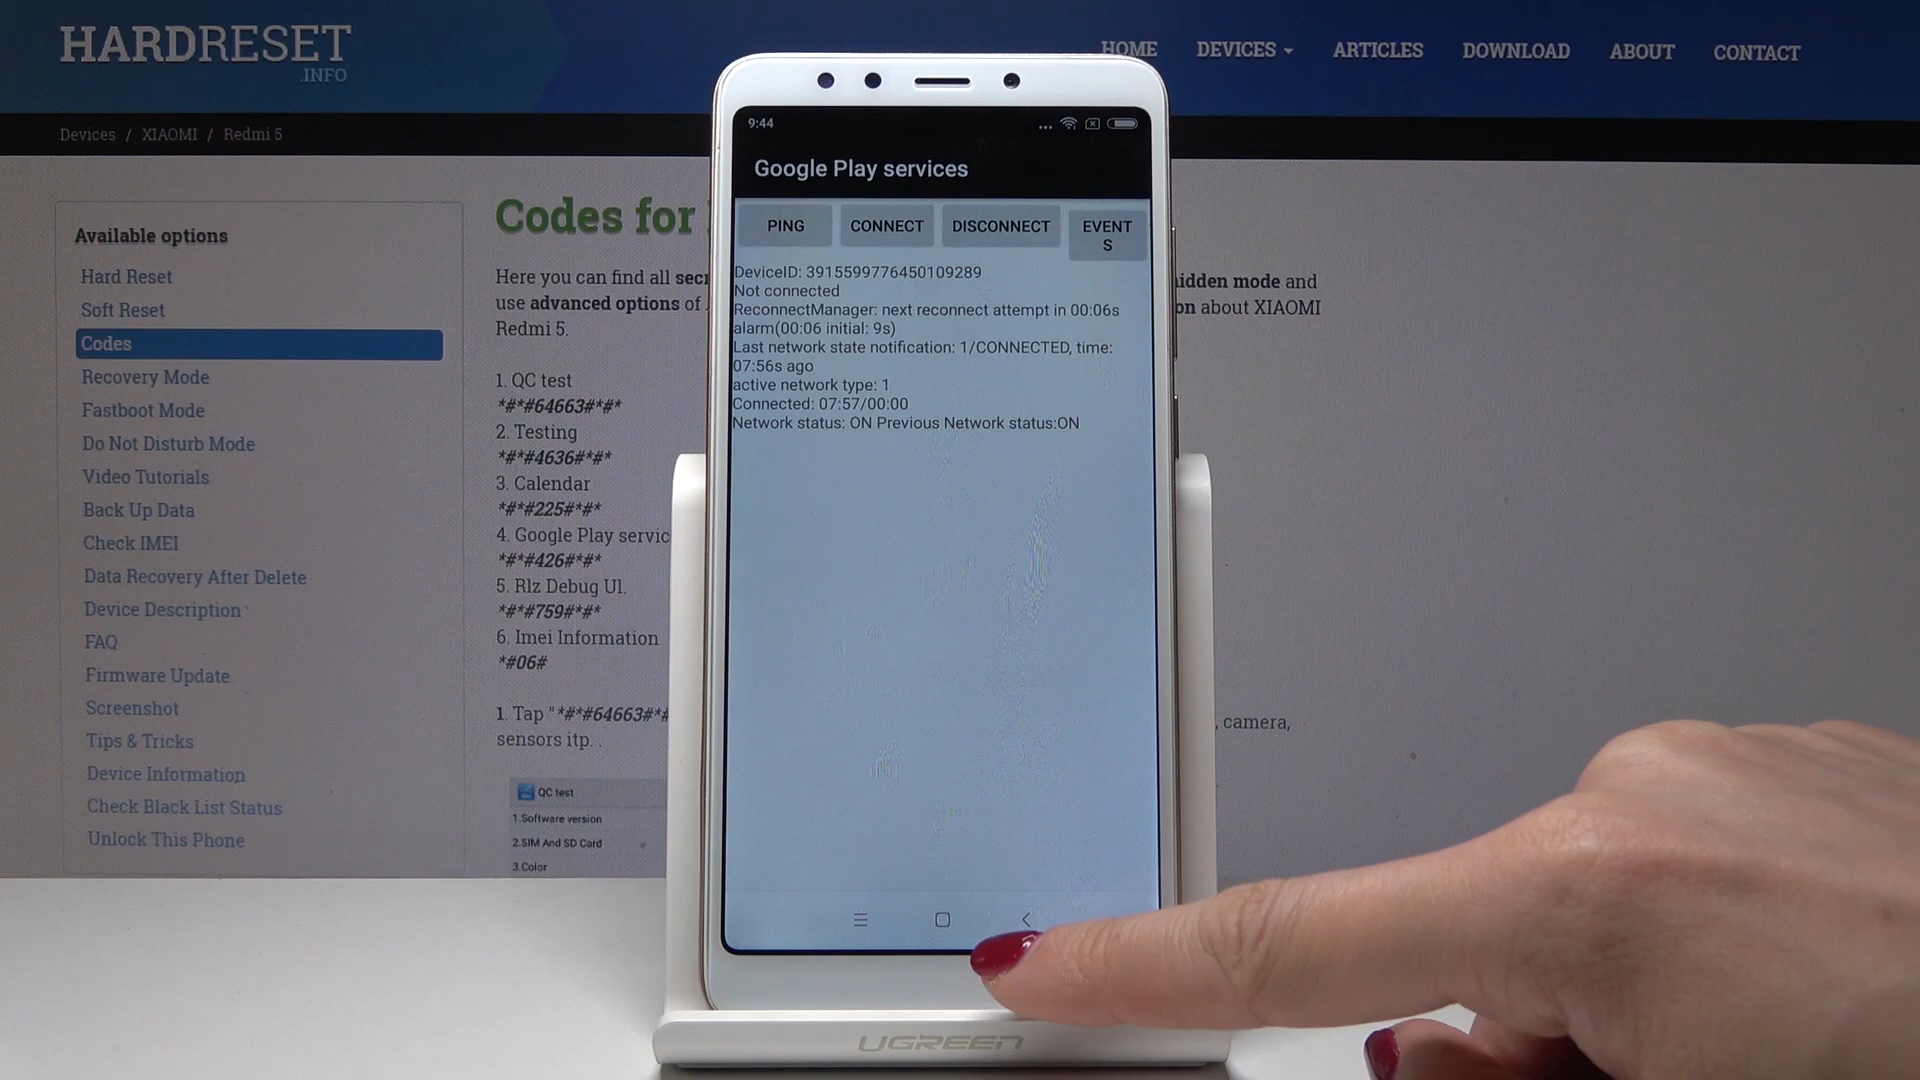 HARDRESET
.INFO
HOME DEVICES ARTICLES DOWNLOAD ABOUT CONTACT
Devices / XIAOMI / Redmi 5
Available options
Hard Reset
Soft Reset
Codes
Recovery Mode
Fastboot Mode
Do Not Disturb Mode
Video Tutorials
Back Up Data
Check IMEI
Data Recovery After Delete
Device Description
FAQ
Firmware Update
Screenshot
Tips & Tricks
Device Information
Check Black List Status
Unlock This Phone
Codes for
Here you can find all hidden mode and
use advanced options of about XIAOMI
Redmi 5.
1. QC test
*#*#64663#*#*
2. Testing
*#*#4636#*#*
3. Calendar
*#*#225#*#*
4. Google Play
*#*#426#*#*
5. Rlz Debug UI.
*#*#759#*#*
6. Imei Information
*#06#
1. Tap "*#*#64663#*# , camera,
sensors itp. .
QC test
1.Software version
2.SIM And SD Card
3.Color
9:44
Google Play services
PING CONNECT DISCONNECT EVENT
S
DeviceID: 3915599776450109289
Not connected
ReconnectManager: next reconnect attempt in 00:06s
alarm(00:06 initial: 9s)
Last network state notification: 1/CONNECTED, time:
07:56s ago
active network type: 1
Connected: 07:57/00:00
Network status: ON Previous Network status:ON
UGREEN